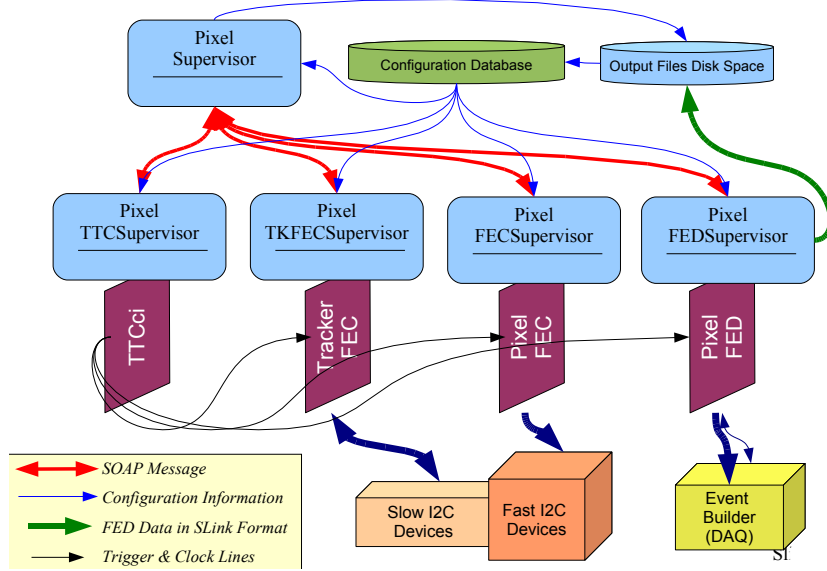 Pixel
Supervisor
Configuration Database
Output Files Disk Space
Pixel
TTCSupervisor
Pixel
TKFECSupervisor
Pixel
FECSupervisor
Pixel
FEDSupervisor
TTCci
Tracker
FEC
Pixel
FEC
Pixel
FED
SOAP Message
Configuration Information
FED Data in SLink Format
Trigger & Clock Lines
Slow I2C
Devices
Fast I2C
Devices
Event
Builder
(DAQ)